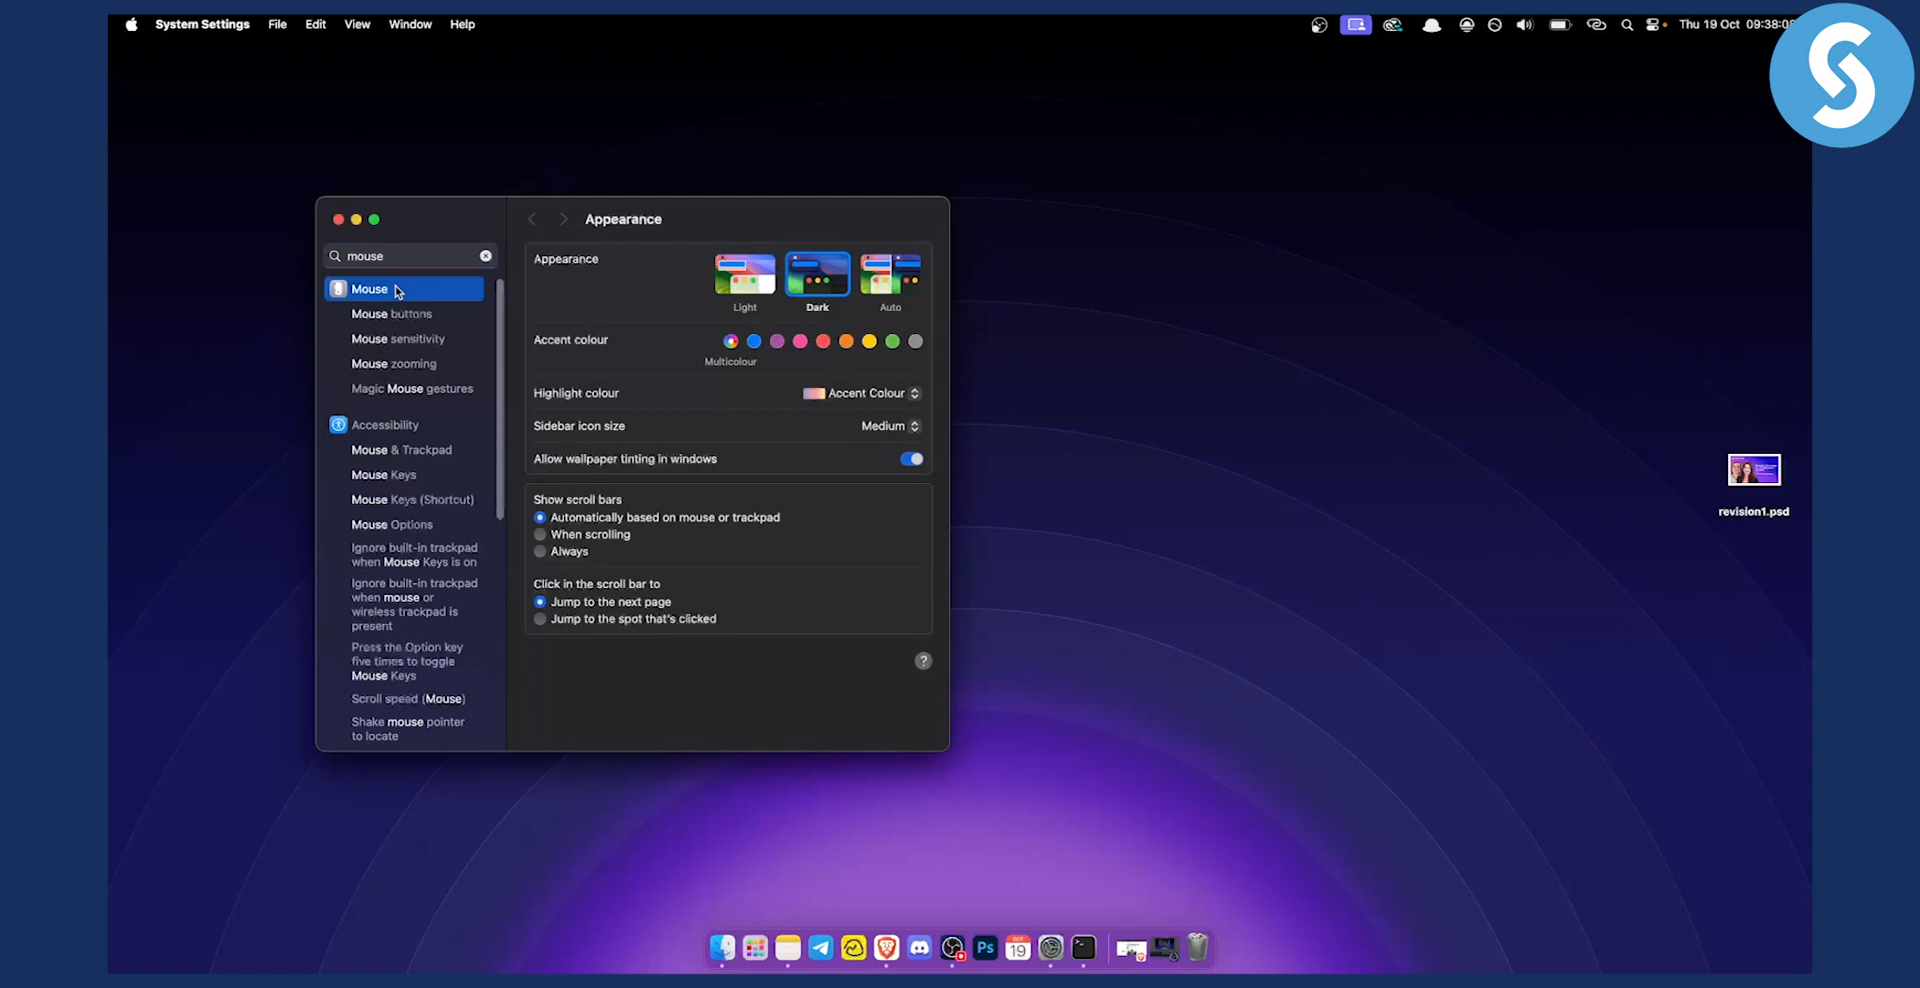 System Settings File Edit View Window Help
Thu 19 Oct 09:38:0
mouse
Mouse
Mouse buttons
Mouse sensitivity
Mouse zooming
Magic Mouse gestures
Accessibility
Mouse & Trackpad
Mouse Keys
Mouse Keys (Shortcut)
Mouse Options
Ignore built-in trackpad
when Mouse Keys is on
Ignore built-in trackpad
when mouse or
wireless trackpad is
present
Press the Option key
five times to toggle
Mouse Keys
Scroll speed (Mouse)
Shake mouse pointer
to locate
Appearance
Appearance
Light Dark Auto
Accent colour
Multicolour
Highlight colour Accent Colour
Sidebar icon size Medium
Allow wallpaper tinting in windows
Show scroll bars
Automatically based on mouse or trackpad
When scrolling
Always
Click in the scroll bar to
Jump to the next page
Jump to the spot that's clicked
?
revision1.psd
Ps
19